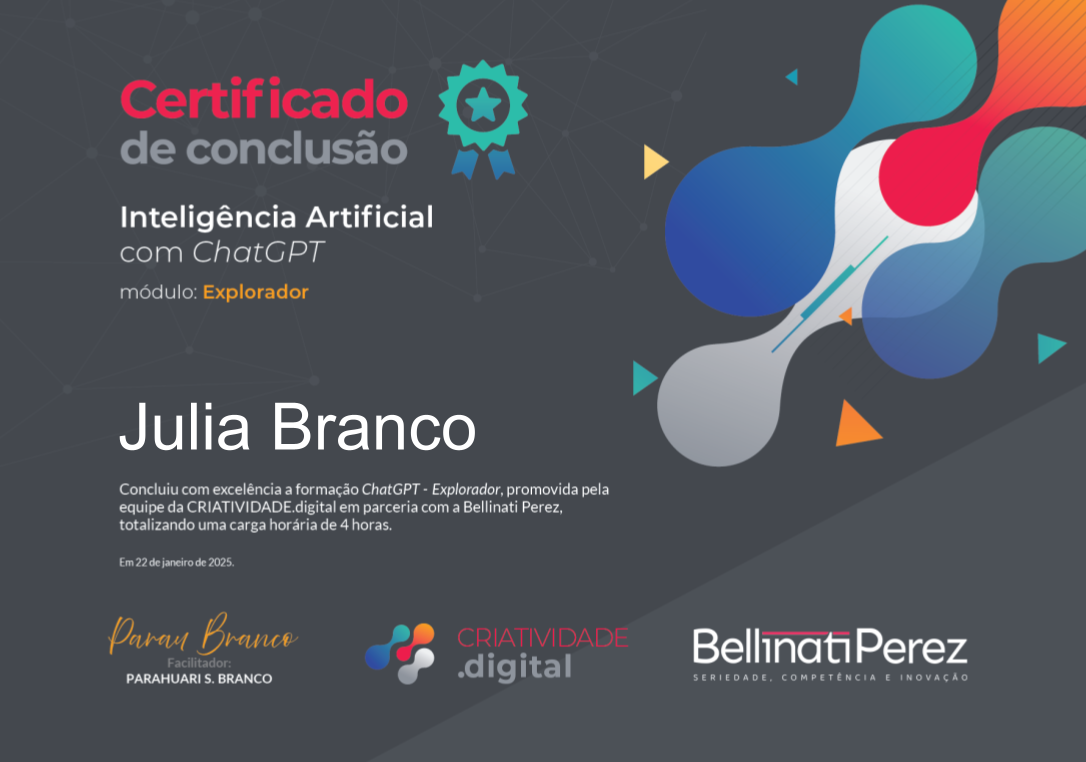 Certificado
de conclusão
Inteligência Artificial
com ChatGPT
módulo: Explorador
Julia Branco
Concluiu com excelência a formação ChatGPT - Explorador, promovida pela
equipe da CRIATIVIDADE.digital em parceria com a Bellinati Perez,
totalizando uma carga horária de 4 horas.
Em 22 de janeiro de 2025.
Parau Branco
Facilitador:
PARAHUARI S. BRANCO
CRIATIVIDADE
.digital
Bellinati Perez
SERIEDADE, COMPETÊNCIA E INOVAÇÃO